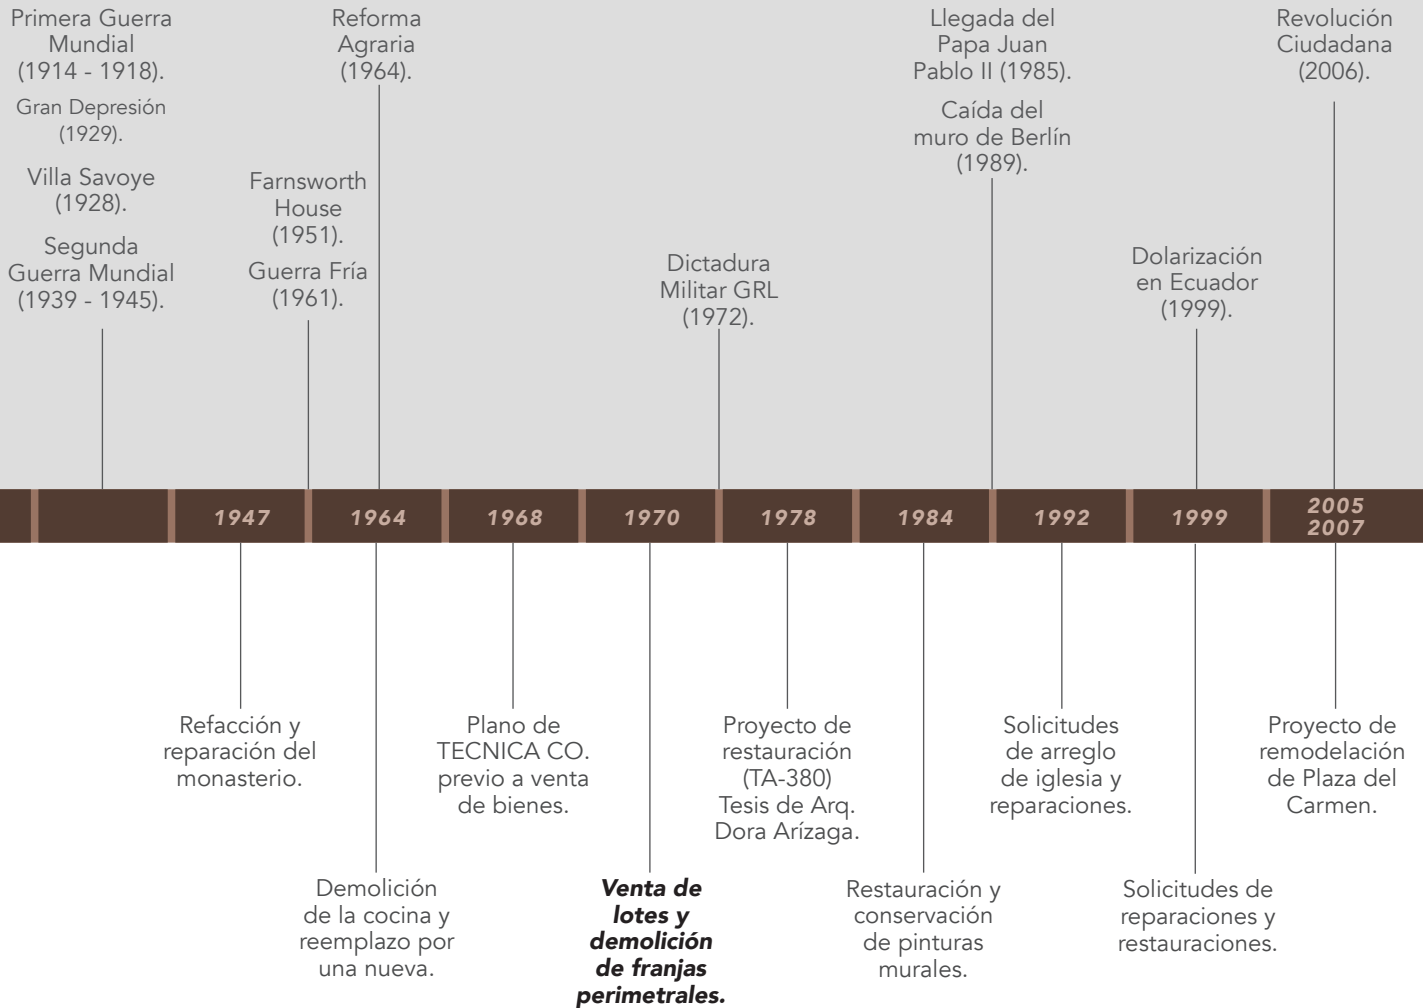 Primera Guerra
Mundial
(1914 - 1918).
Gran Depresión
(1929).
Villa Savoye
(1928).
Segunda
Guerra Mundial
(1939 - 1945).
Farnsworth
House
(1951).
Guerra Fría
(1961).
Reforma
Agraria
(1964).
Dictadura
Militar GRL
(1972).
Llegada del
Papa Juan
Pablo II (1985).
Caída del
muro de Berlín
(1989).
Dolarización
en Ecuador
(1999).
Revolución
Ciudadana
(2006).
1947
1964
1968
1970
1978
1984
1992
1999
2005
2007
Refacción y
reparación del
monasterio.
Demolición
de la cocina y
reemplazo por
una nueva.
Plano de
TECNICA CO.
previo a venta
de bienes.
Venta de
lotes y
demolición
de franjas
perimetrales.
Proyecto de
restauración
(TA-380)
Tesis de Arq.
Dora Arízaga.
Restauración y
conservación
de pinturas
murales.
Solicitudes
de arreglo
de iglesia y
reparaciones.
Solicitudes de
reparaciones y
restauraciones.
Proyecto de
remodelación
de Plaza del
Carmen.